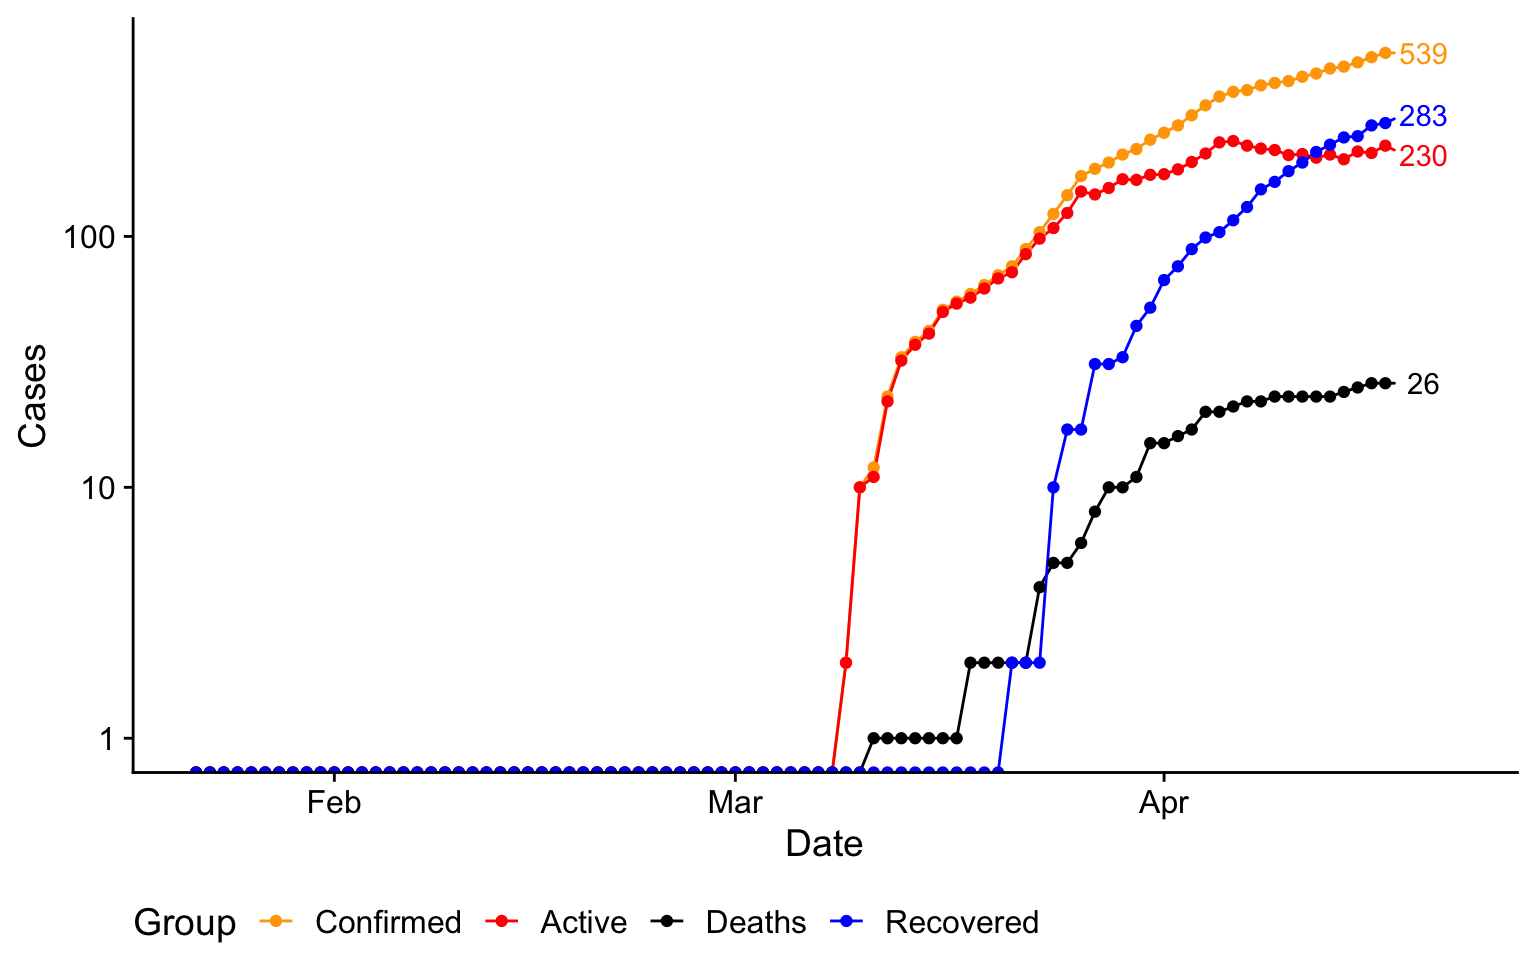 539
283
230
100
26
10
1
Cases
Feb Mar Apr
Date
Group Confirmed Active Deaths Recovered